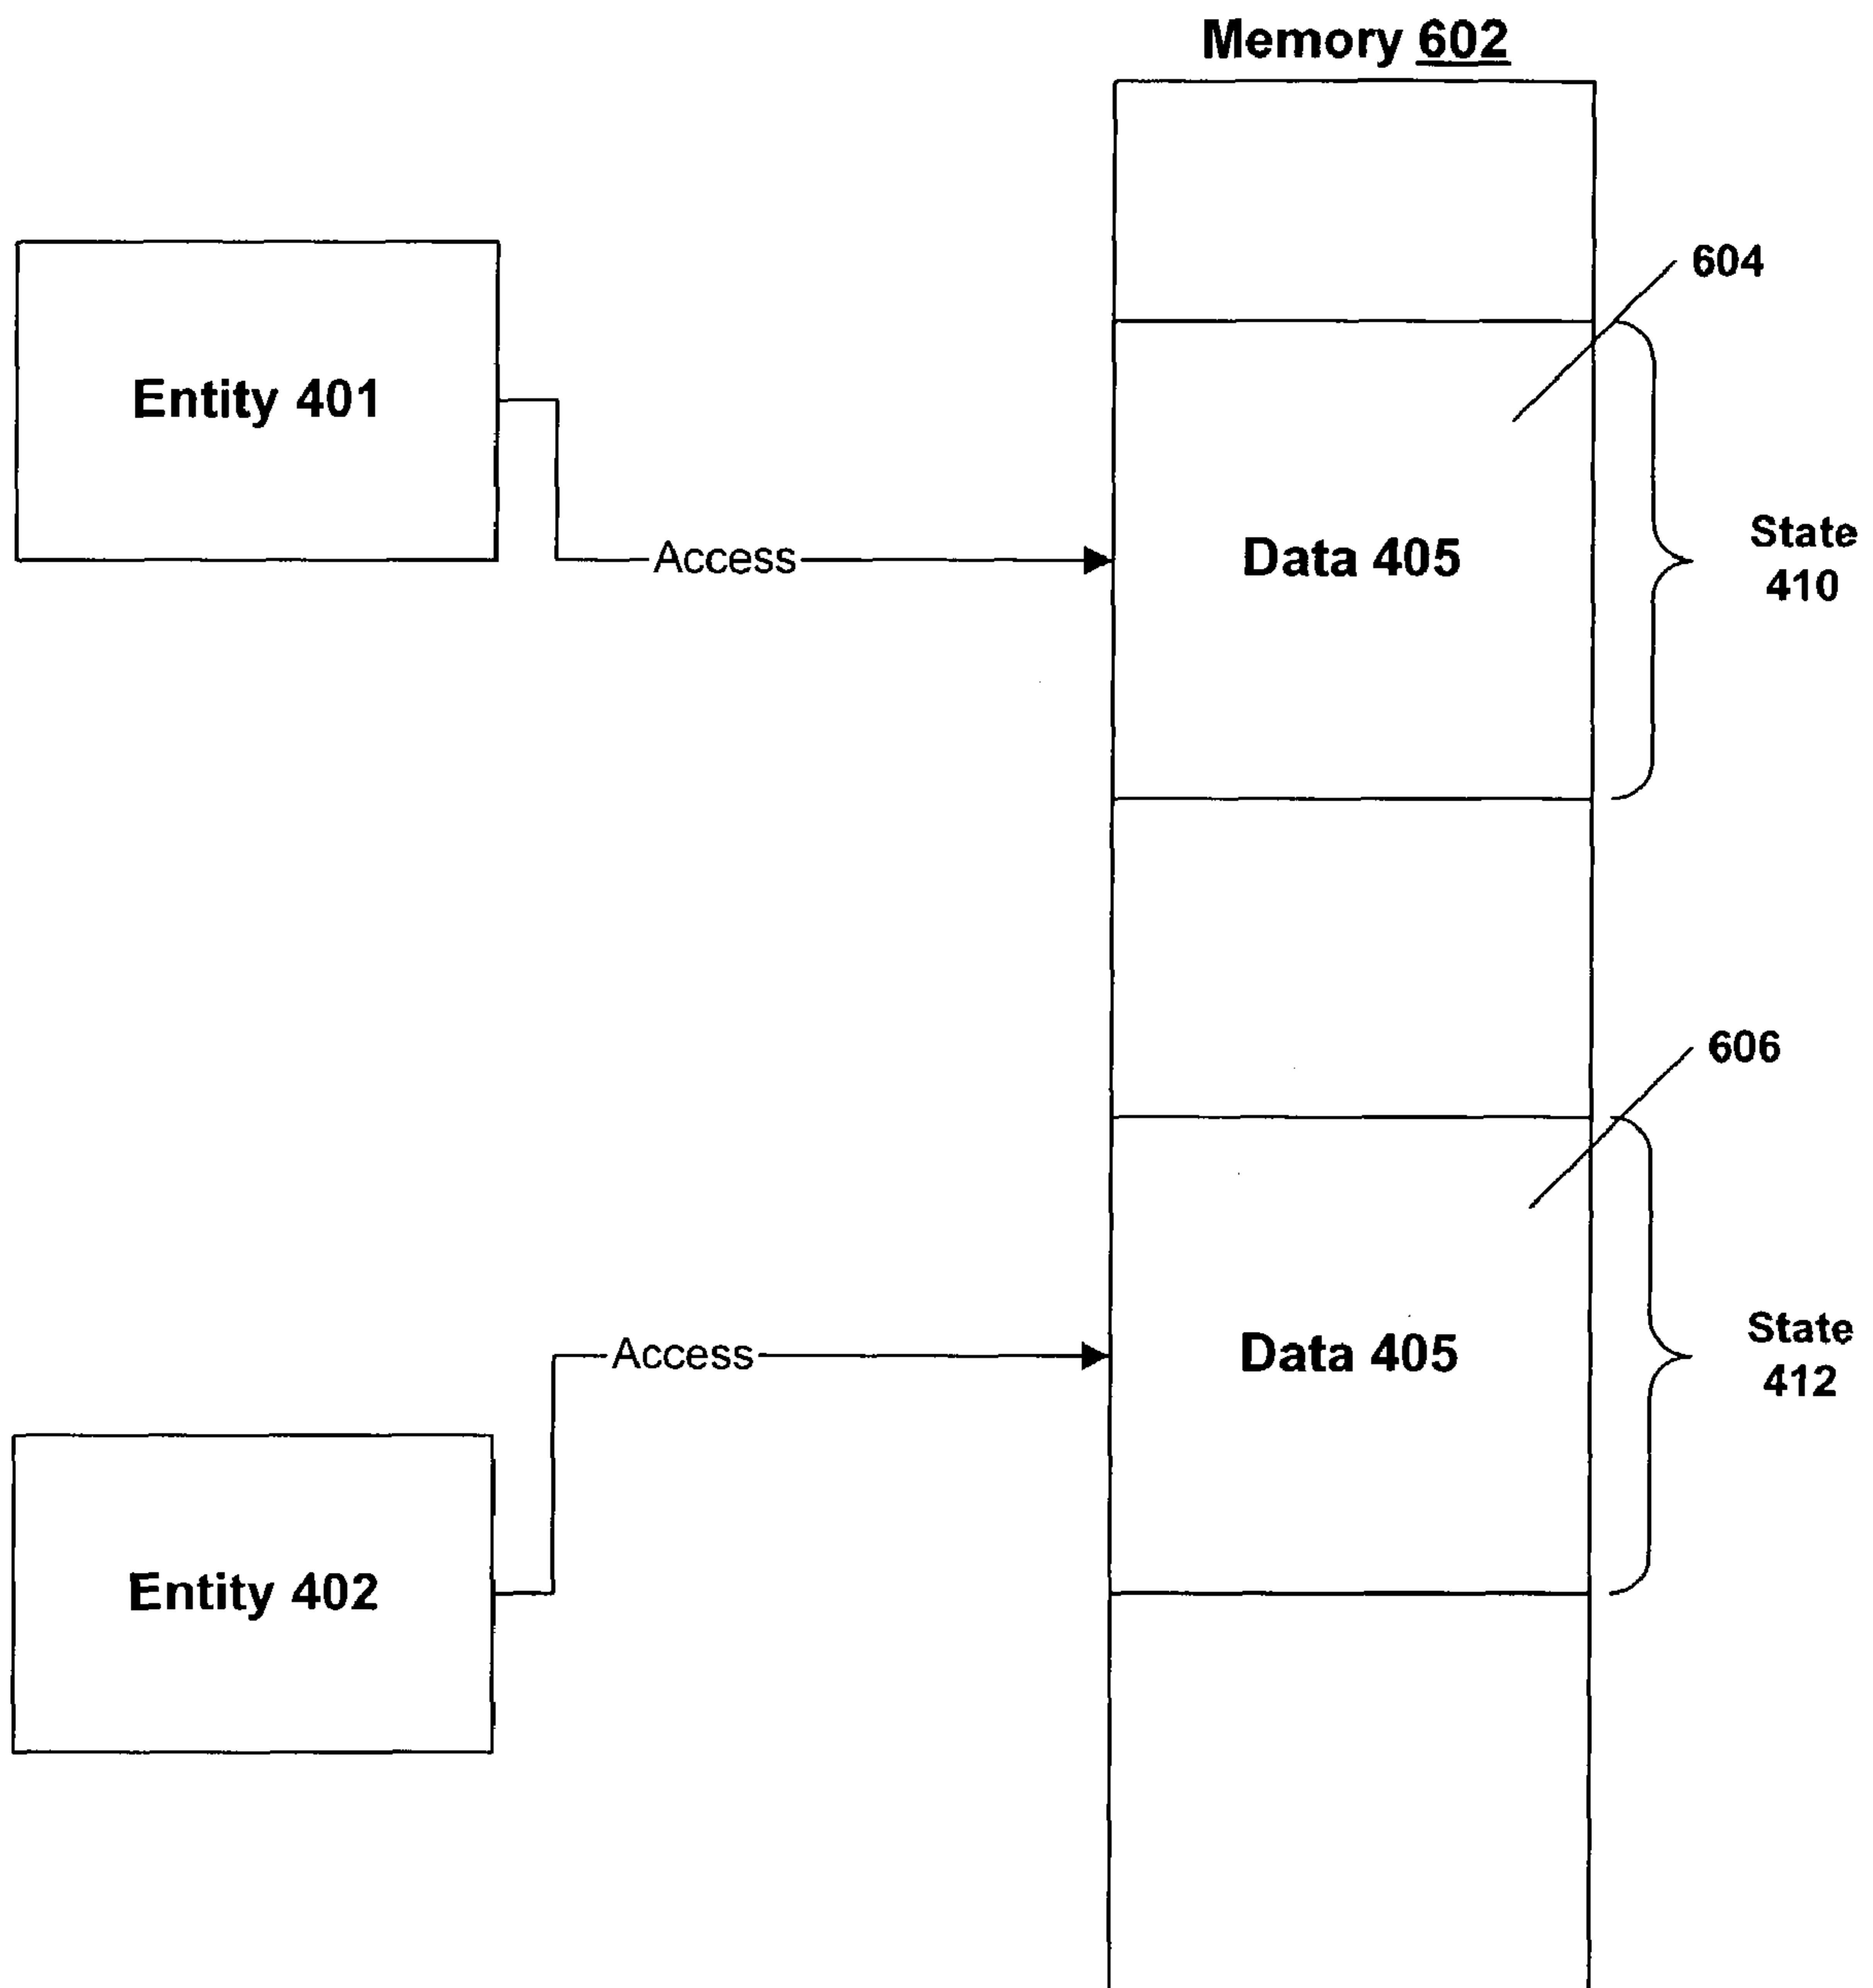 Memory 602
604
Entity 401
Access
Data 405
State
410
606
Access
Data 405
State
412
Entity 402